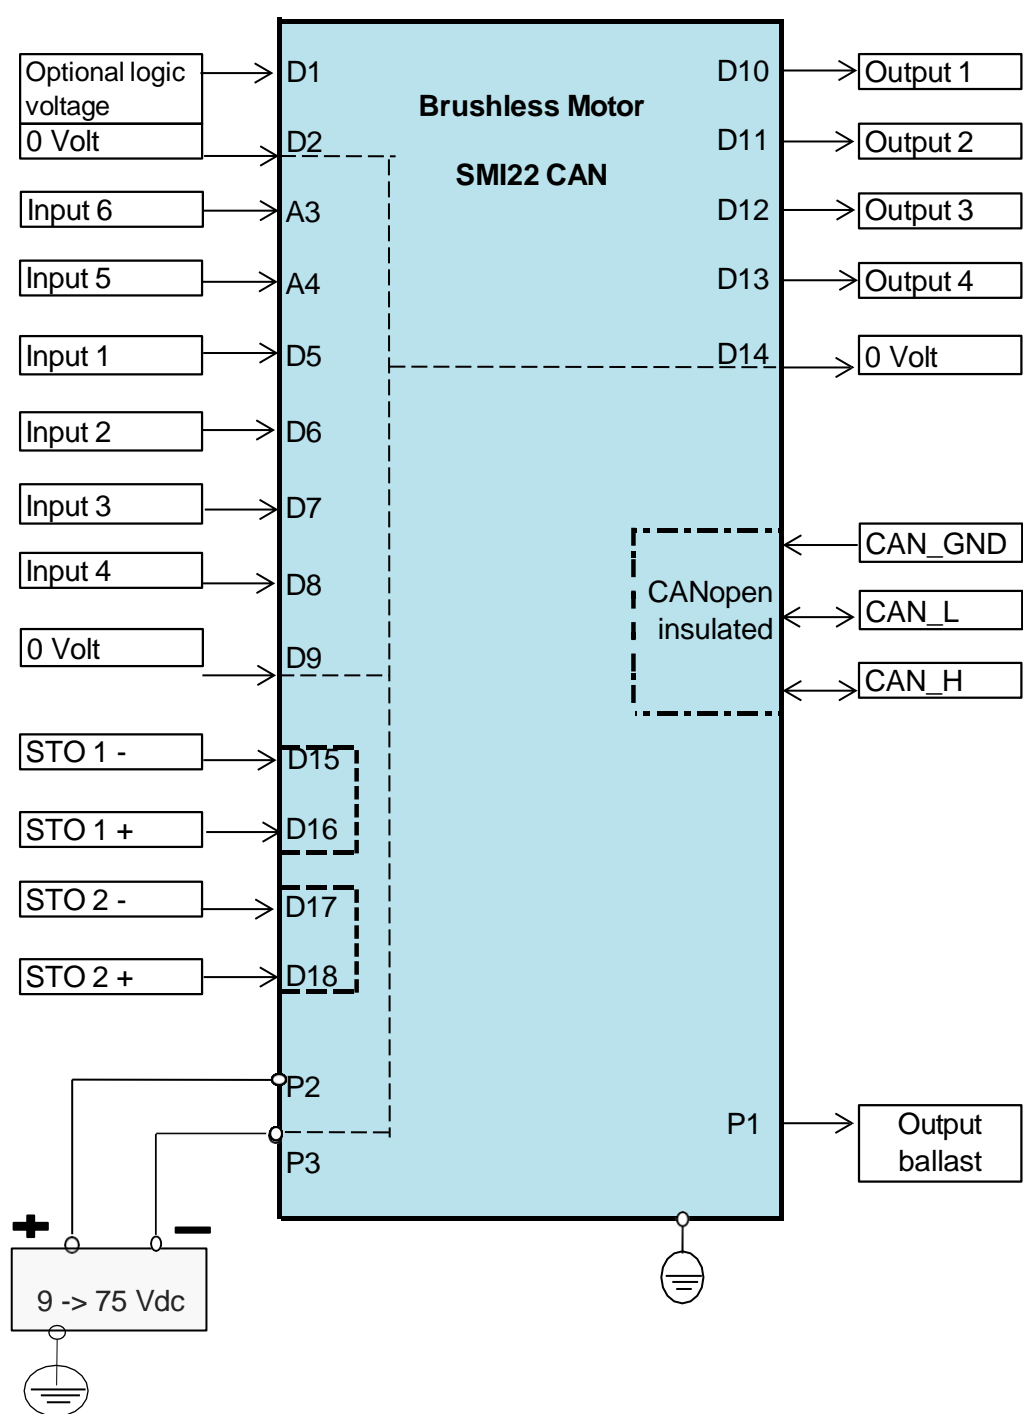 Optional logic
voltage
0 Volt
Input 6
Input 5
Input 1
Input 2
Input 3
Input 4
0 Volt
STO 1 -
STO 1 +
STO 2 -
STO 2 +
D1
D2
A3
A4
D5
D6
D7
D8
D9
D15
D16
D17
D18
P2
P3
Brushless Motor
SMI22 CAN
CANopen
insulated
D10
D11
D12
D13
D14
P1
Output 1
Output 2
Output 3
Output 4
0 Volt
CAN_GND
CAN_L
CAN_H
Output
ballast
+ -
9 -> 75 Vdc